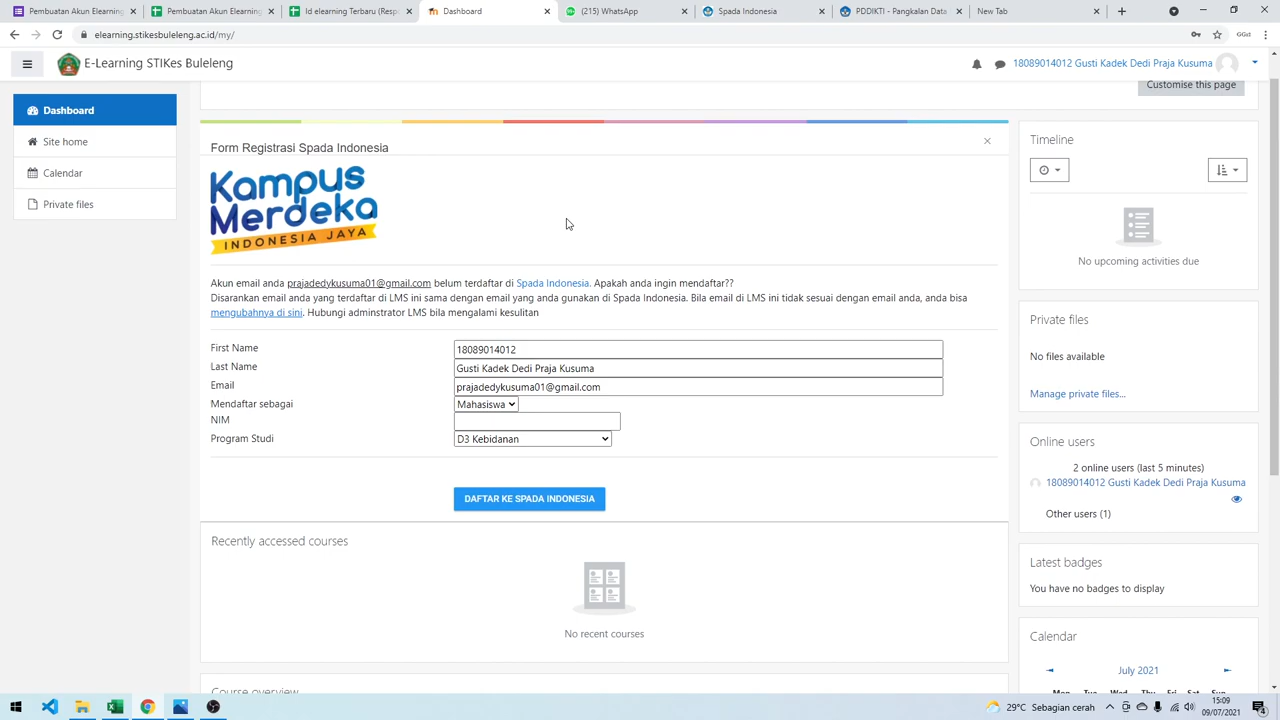 Pembuatan Akun Elearning STIKes
Pembuatan Akun Elearning
Id elearning Terbaru (Respons
Dashboard
(215) WhatsApp
Spada Indonesia
PDDIKTI - Pangkalan Data
New Tab
elearning.stikesbuleleng.ac.id/my/
E-Learning STIKes Buleleng
18089014012 Gusti Kadek Dedi Praja Kusuma
Customise this page
Dashboard
Site home
Calendar
Private files
Form Registrasi Spada Indonesia
Kampus
Merdeka
INDONESIA JAYA
Akun email anda prajadedykusuma01@gmail.com belum terdaftar di Spada Indonesia. Apakah anda ingin mendaftar??
Disarankan email anda yang terdaftar di LMS ini sama dengan email yang anda gunakan di Spada Indonesia. Bila email di LMS ini tidak sesuai dengan email anda, anda bisa
mengubahnya di sini. Hubungi adminstrator LMS bila mengalami kesulitan
First Name 18089014012
Last Name Gusti Kadek Dedi Praja Kusuma
Email prajadedykusuma01@gmail.com
Mendaftar sebagai Mahasiswa
NIM
Program Studi D3 Kebidanan
DAFTAR KE SPADA INDONESIA
Recently accessed courses
No recent courses
Course overview
Timeline
No upcoming activities due
Private files
No files available
Manage private files...
Online users
2 online users (last 5 minutes)
18089014012 Gusti Kadek Dedi Praja Kusuma
Other users (1)
Latest badges
You have no badges to display
Calendar
◄ July 2021 ►
Mon Tue Wed Thu Fri Sat Sun
29°C Sebagian cerah
15:09
09/07/2021